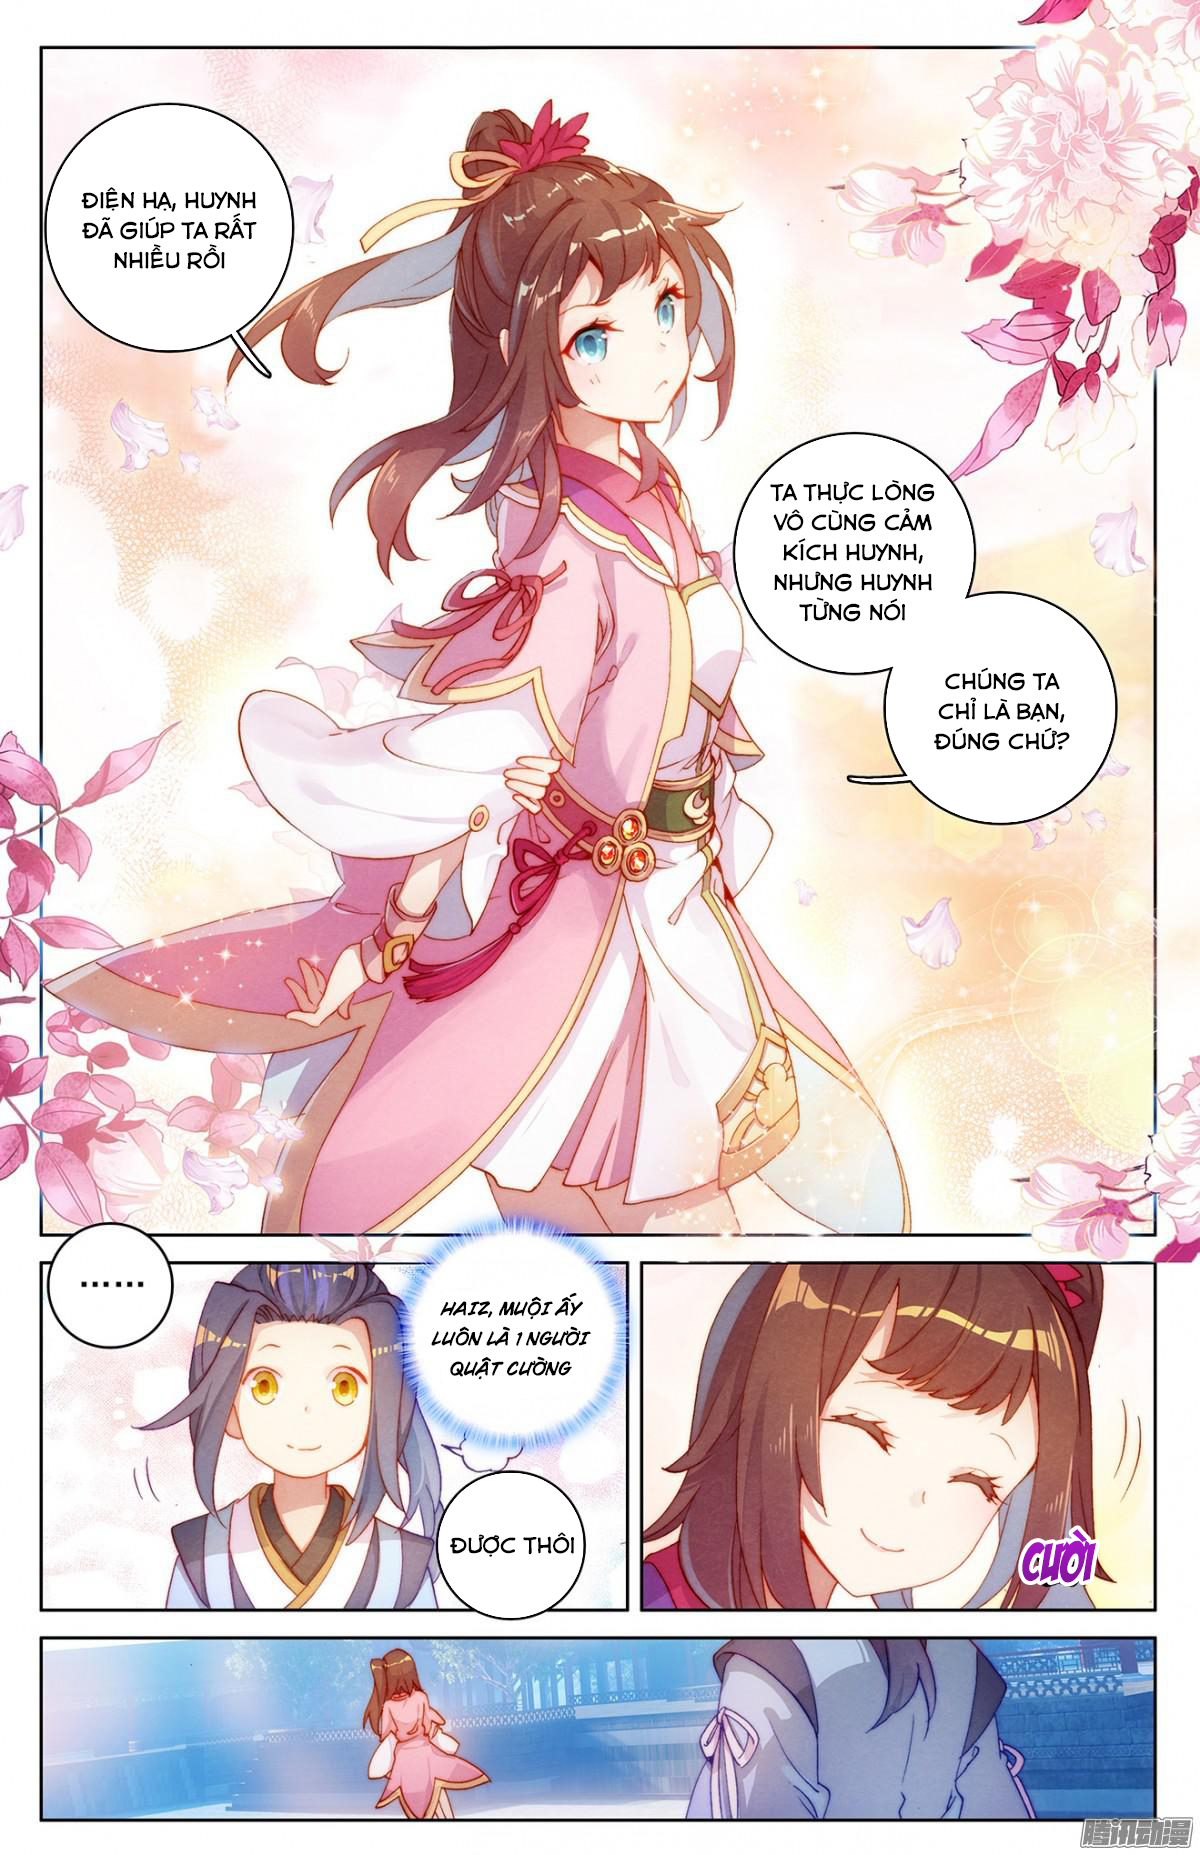 ĐIỆN HẠ, HUYNH
ĐÃ GIÚP TA RẤT
NHIỀU RỒI
TA THỰC LÒNG
VÔ CÙNG CẢM
KÍCH HUYNH,
NHƯNG HUYNH
TỪNG NÓI
CHÚNG TA
CHỈ LÀ BẠN,
ĐÚNG CHỨ?
......
HAIZ, MUỘI ẤY
LUÔN LÀ 1 NGƯỜI
QUẬT CƯỜNG
ĐƯỢC THÔI
CƯỜI
腾讯动漫